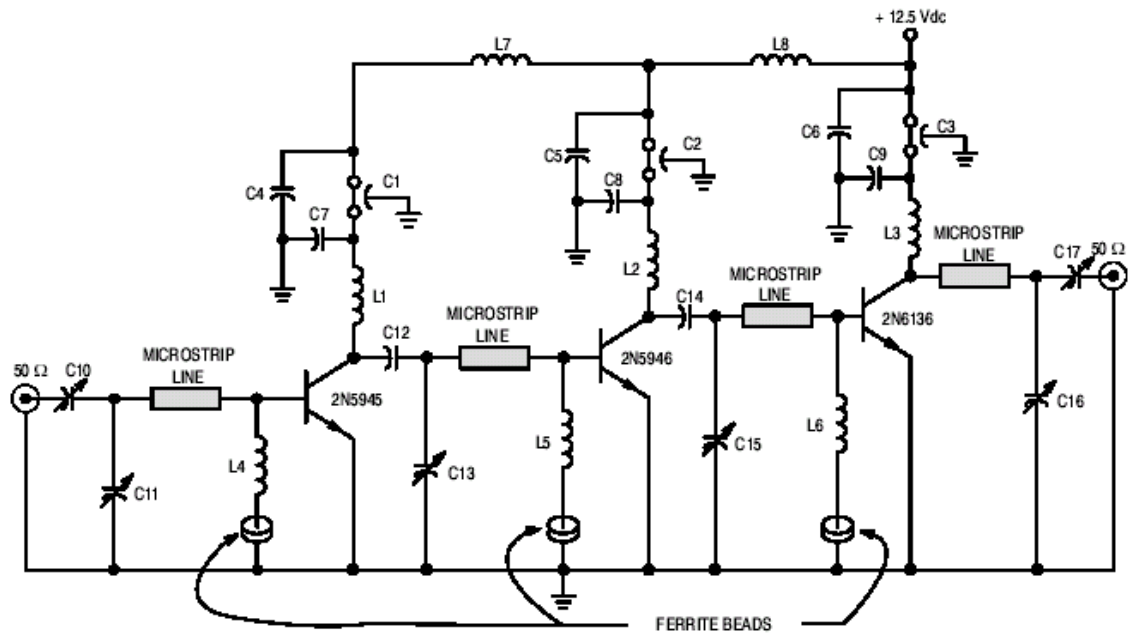 + 12.5 Vdc
L7
L8
C4
C1
C7
C5
C2
C8
C6
C3
C9
L1
L2
L3
MICROSTRIP
LINE
C17
50 Ω
C14
MICROSTRIP
LINE
2N6136
C12
MICROSTRIP
LINE
2N5946
50 Ω
C10
MICROSTRIP
LINE
2N5945
C16
L4
C11
C13
L5
C15
L6
FERRITE BEADS